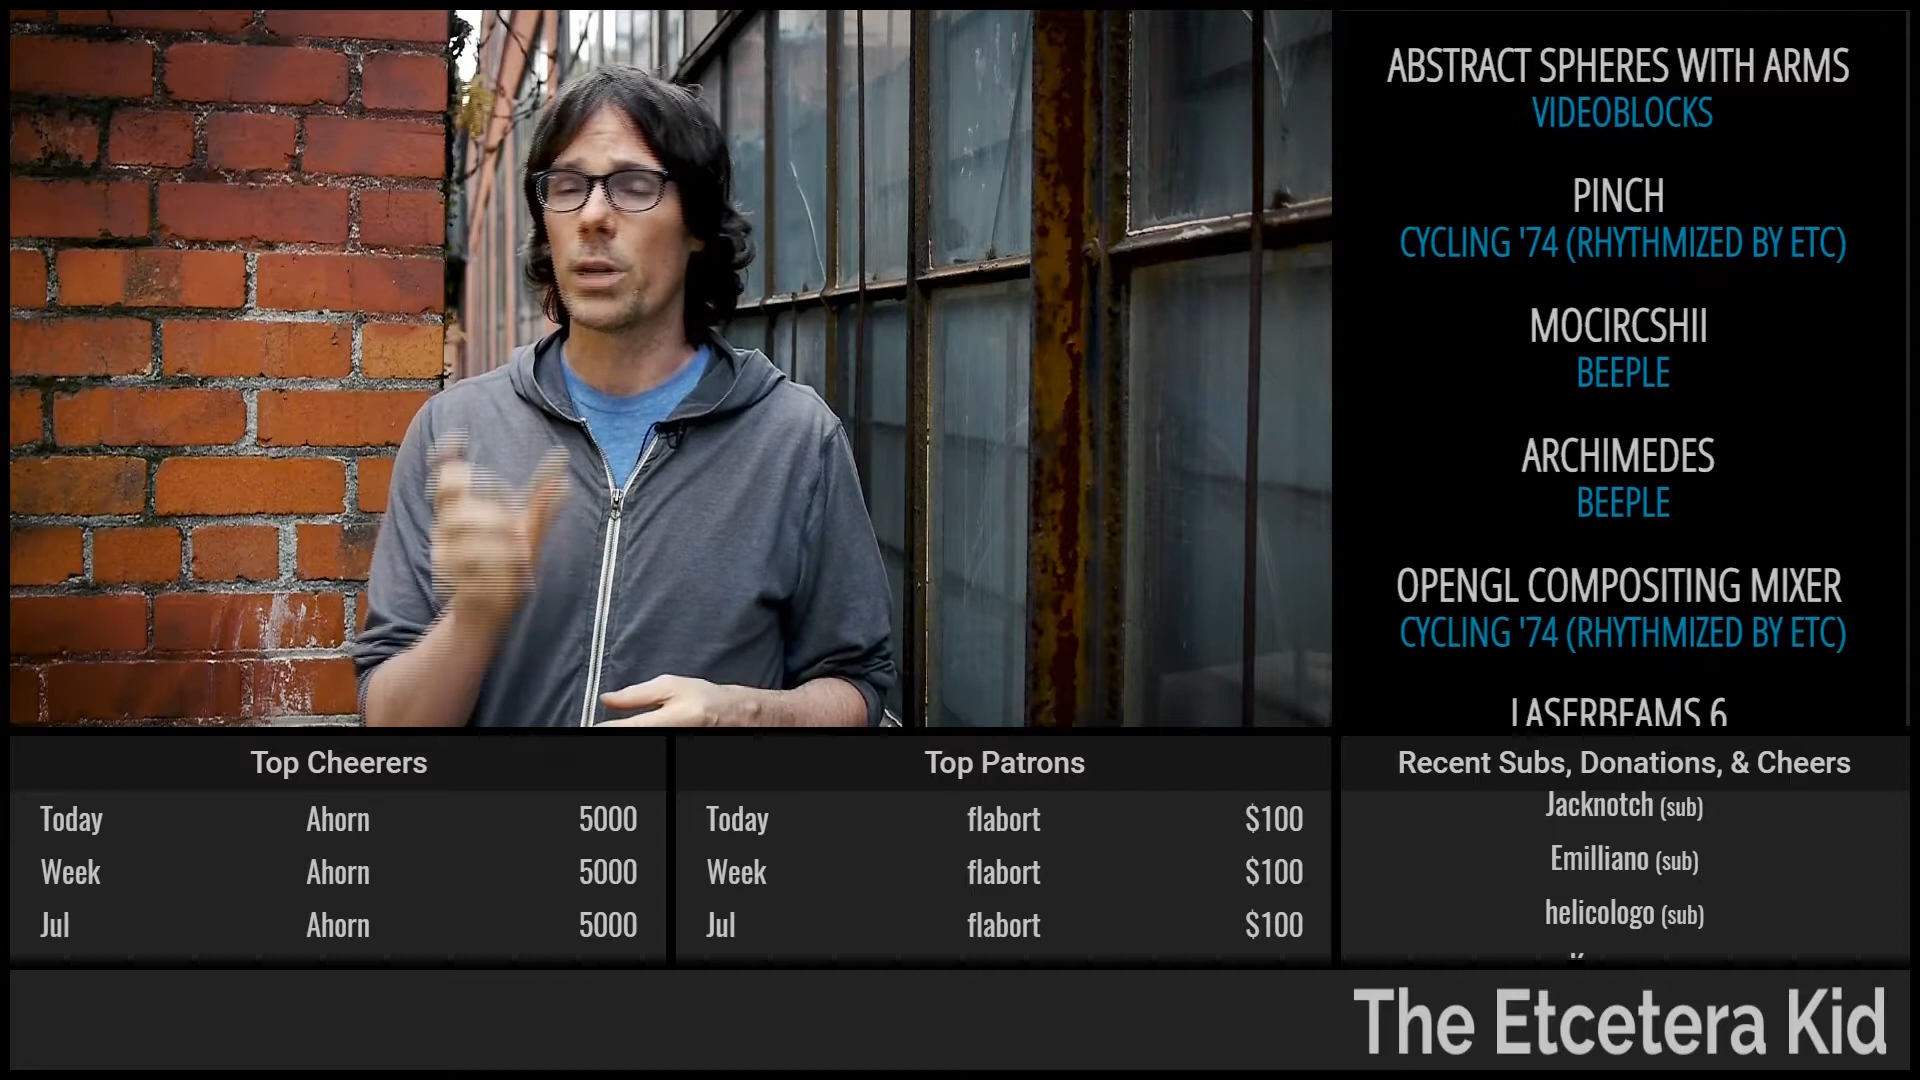 ABSTRACT SPHERES WITH ARMS
VIDEOBLOCKS
PINCH
CYCLING '74 (RHYTHMIZED BY ETC)
MOCIRCSHII
BEEPLE
ARCHIMEDES
BEEPLE
OPENGL COMPOSITING MIXER
CYCLING '74 (RHYTHMIZED BY ETC)
LASERBEAMS 6
Top Cheerers
Today Ahorn 5000
Week Ahorn 5000
Jul Ahorn 5000
Top Patrons
Today flabort $100
Week flabort $100
Jul flabort $100
Recent Subs, Donations, & Cheers
Jacknotch (sub)
Emilliano (sub)
helicologo (sub)
The Etcetera Kid